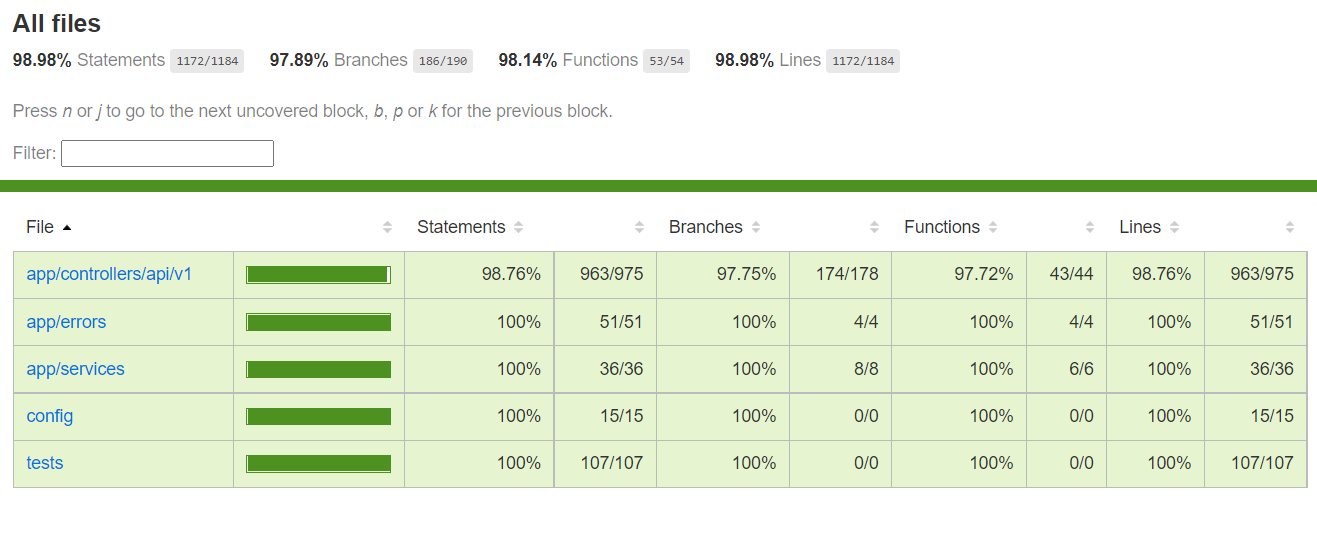 All files
98.98% Statements 1172/1184 97.89% Branches 186/190 98.14% Functions 53/54 98.98% Lines 1172/1184
Press n or j to go to the next uncovered block, b, p or k for the previous block.
Filter:
File Statements Branches Functions Lines
app/controllers/api/v1 98.76% 963/975 97.75% 174/178 97.72% 43/44 98.76% 963/975
app/errors 100% 51/51 100% 4/4 100% 4/4 100% 51/51
app/services 100% 36/36 100% 8/8 100% 6/6 100% 36/36
config 100% 15/15 100% 0/0 100% 0/0 100% 15/15
tests 100% 107/107 100% 0/0 100% 0/0 100% 107/107